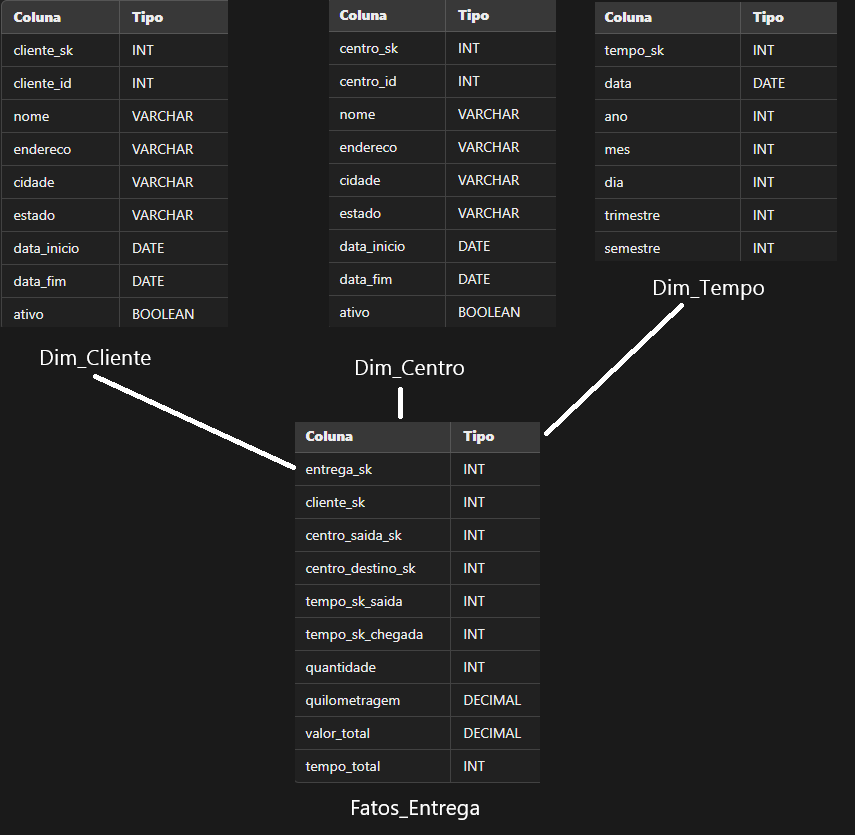 Coluna Tipo
cliente_sk INT
cliente_id INT
nome VARCHAR
endereco VARCHAR
cidade VARCHAR
estado VARCHAR
data_inicio DATE
data_fim DATE
ativo BOOLEAN
Dim_Cliente
Coluna Tipo
centro_sk INT
centro_id INT
nome VARCHAR
endereco VARCHAR
cidade VARCHAR
estado VARCHAR
data_inicio DATE
data_fim DATE
ativo BOOLEAN
Dim_Centro
Coluna Tipo
tempo_sk INT
data DATE
ano INT
mes INT
dia INT
trimestre INT
semestre INT
Dim_Tempo
Coluna Tipo
entrega_sk INT
cliente_sk INT
centro_saida_sk INT
centro_destino_sk INT
tempo_sk_saida INT
tempo_sk_chegada INT
quantidade INT
quilometragem DECIMAL
valor_total DECIMAL
tempo_total INT
Fatos_Entrega